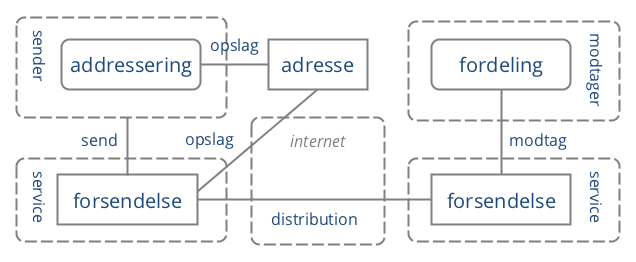 sender
addressering
opslag
adresse
fordeling
modtager
send
opslag
internet
modtag
service
forsendelse
distribution
forsendelse
service